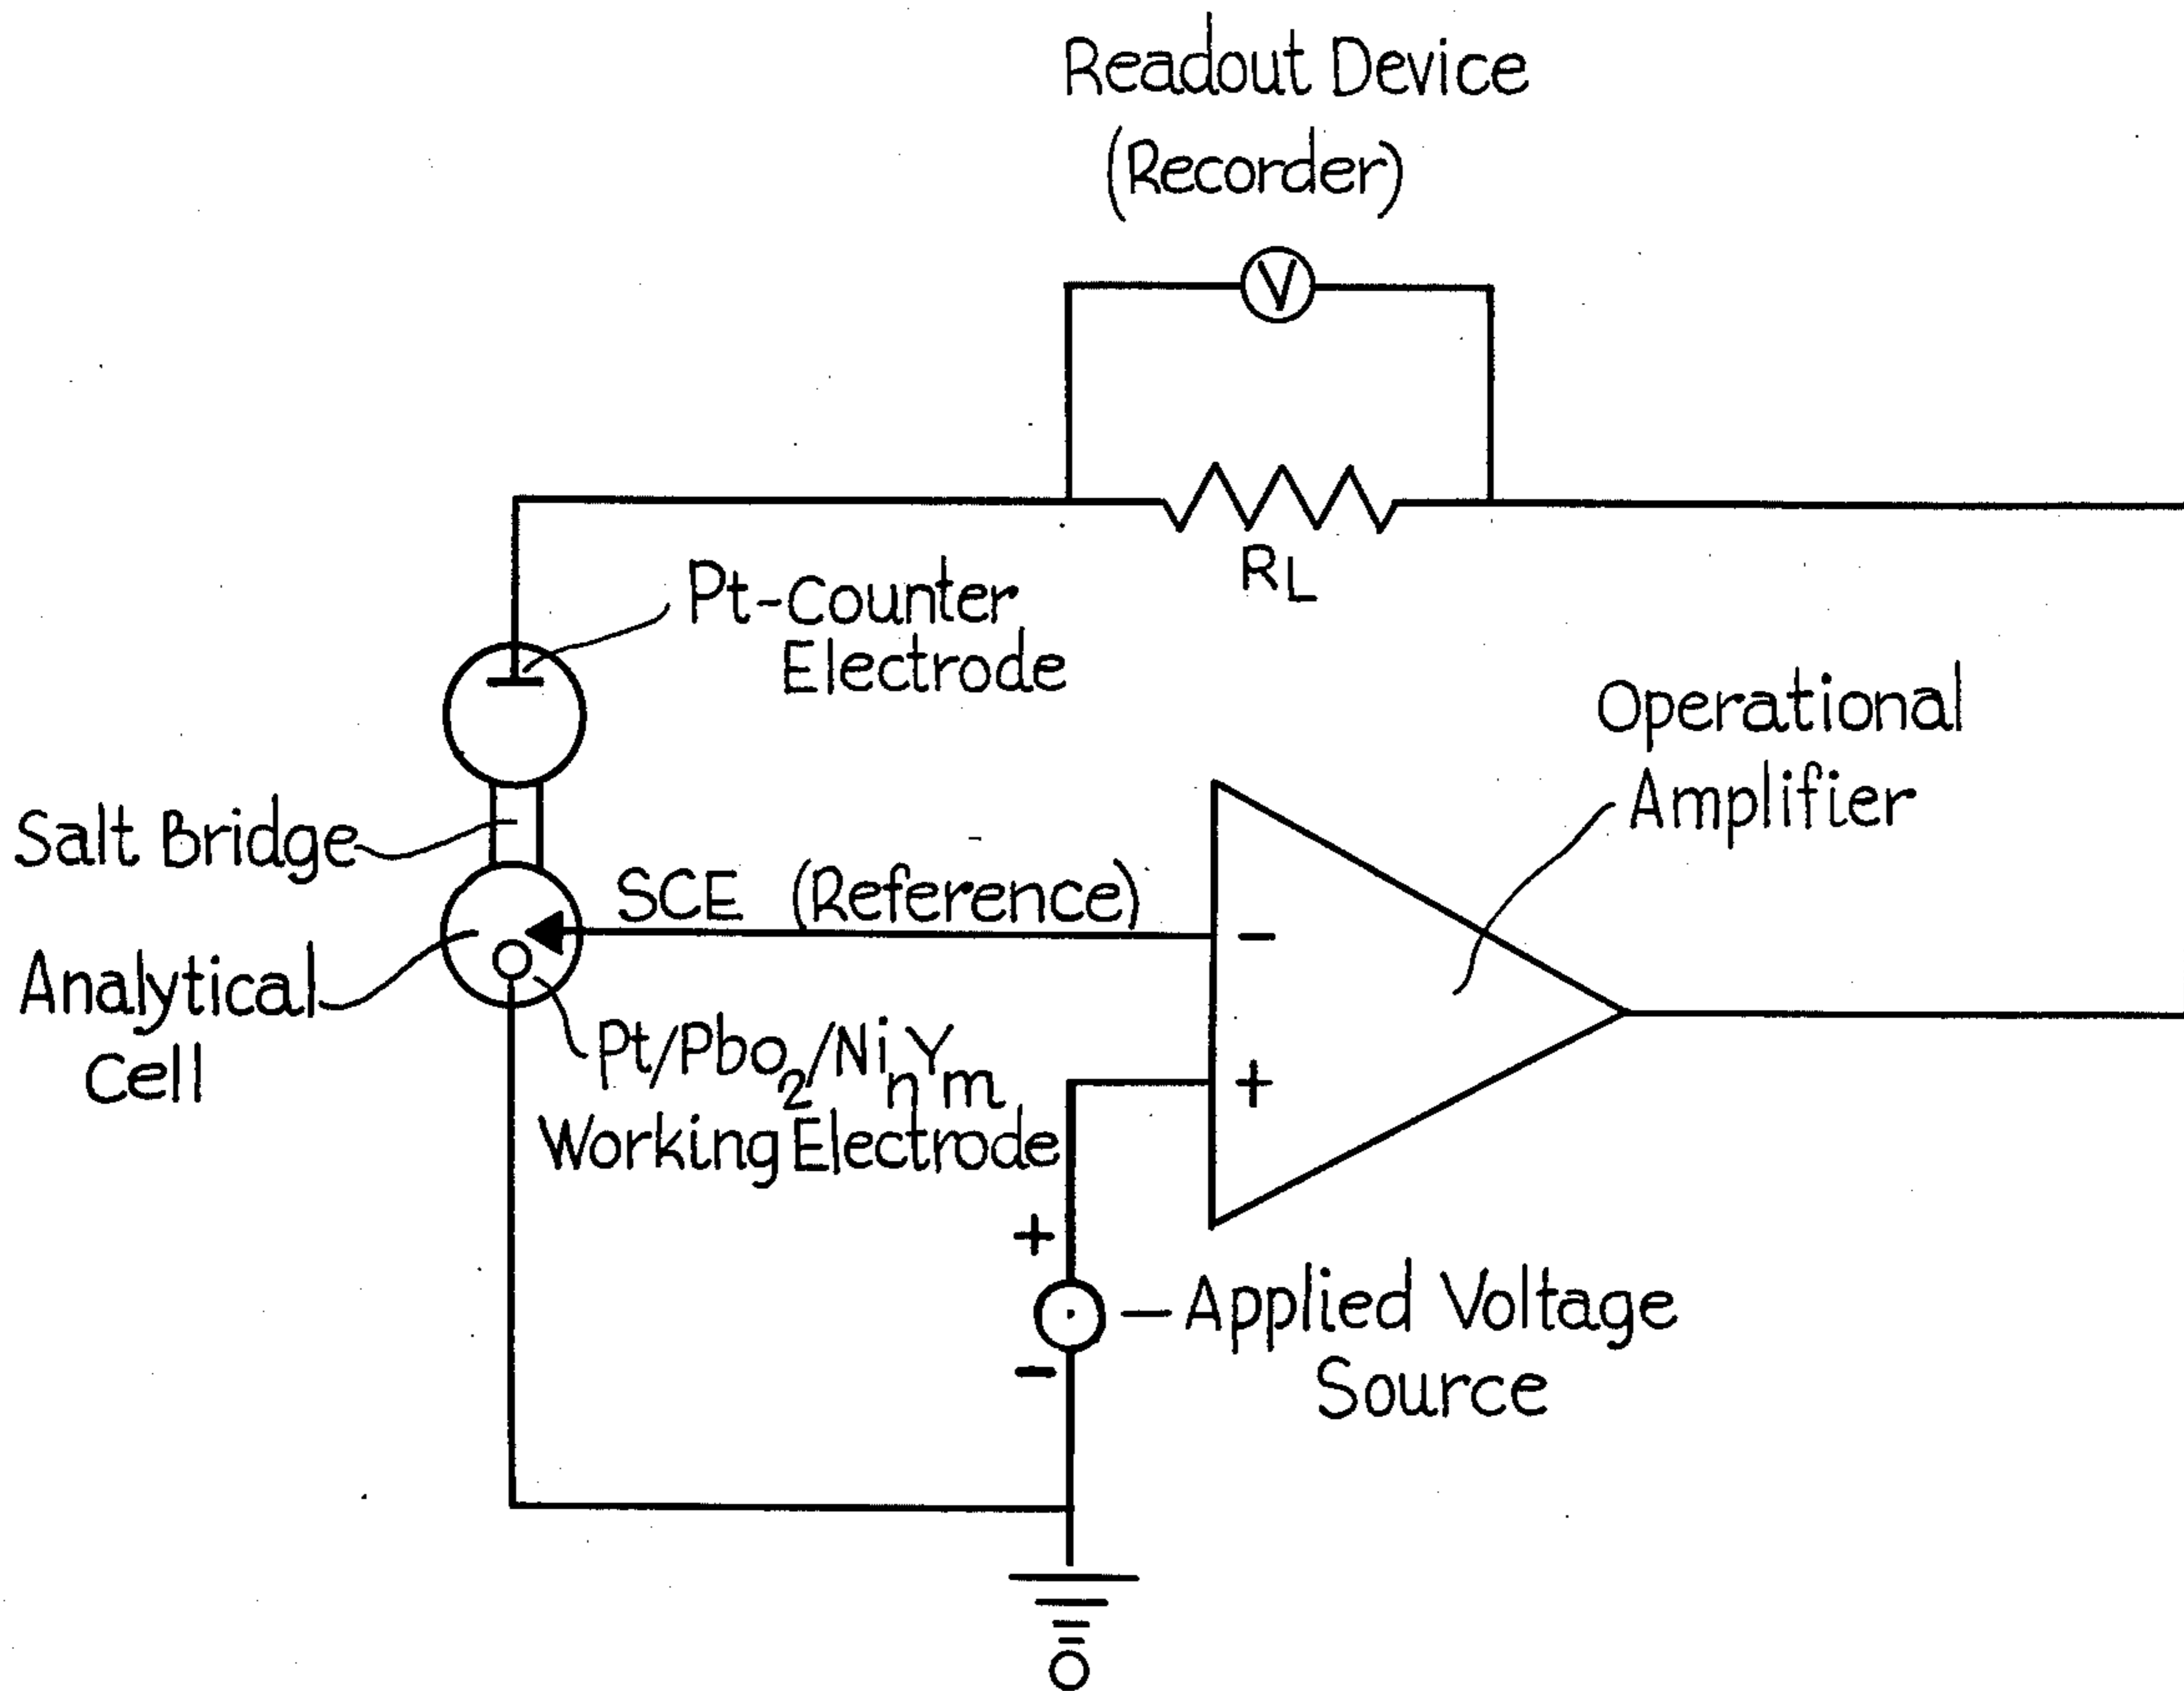 Readout Device
(Recorder)
V
RL
Pt-Counter
Electrode
Operational
Amplifier
Salt Bridge
SCE (Reference)
−
Analytical
Cell
Pt/Pbo2/NinYm
Working Electrode
+
+
Applied Voltage
Source
−